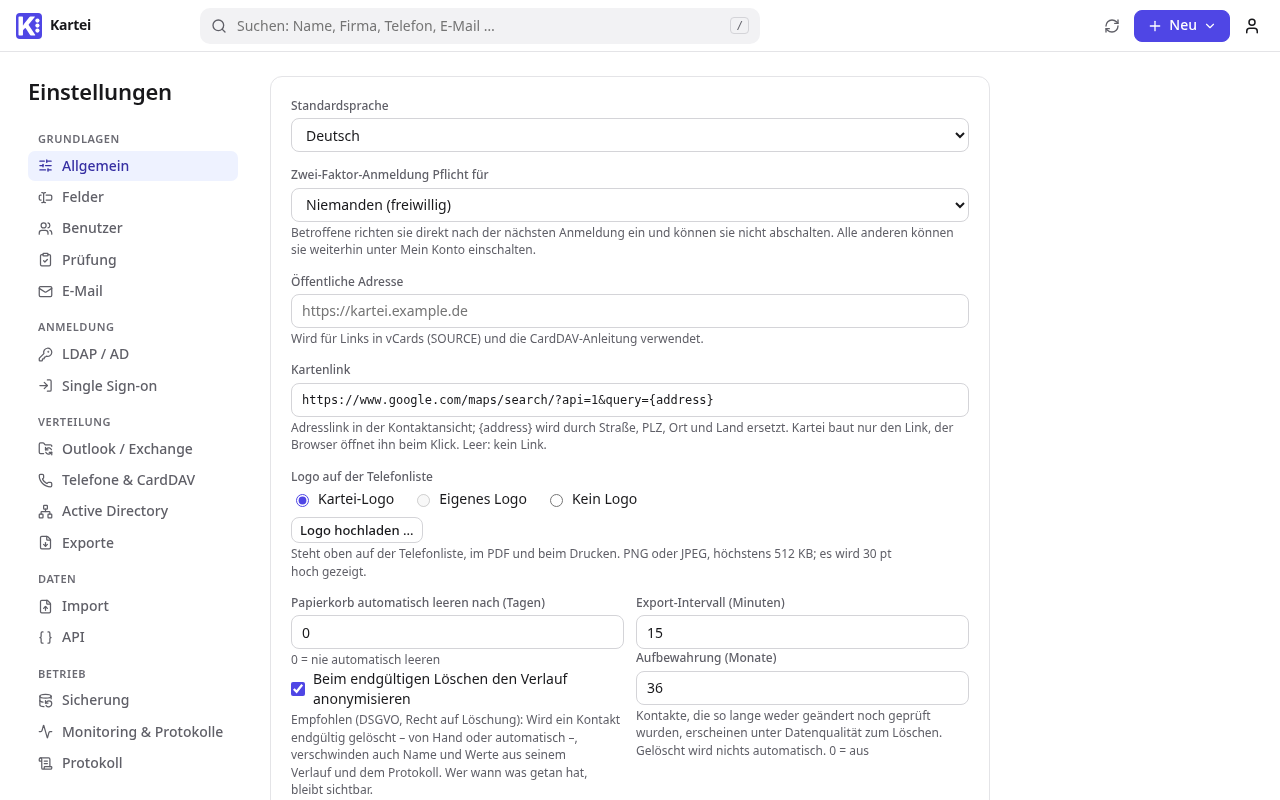 Kartei
Suchen: Name, Firma, Telefon, E-Mail ...
/
Neu
Einstellungen
GRUNDLAGEN
Allgemein
Felder
Benutzer
Prüfung
E-Mail
ANMELDUNG
LDAP / AD
Single Sign-on
VERTEILUNG
Outlook / Exchange
Telefone & CardDAV
Active Directory
Exporte
DATEN
Import
API
BETRIEB
Sicherung
Monitoring & Protokolle
Protokoll
Standardsprache
Deutsch
Zwei-Faktor-Anmeldung Pflicht für
Niemanden (freiwillig)
Betroffene richten sie direkt nach der nächsten Anmeldung ein und können sie nicht abschalten. Alle anderen können
sie weiterhin unter Mein Konto einschalten.
Öffentliche Adresse
https://kartei.example.de
Wird für Links in vCards (SOURCE) und die CardDAV-Anleitung verwendet.
Kartenlink
https://www.google.com/maps/search/?api=1&query={address}
Adresslink in der Kontaktansicht; {address} wird durch Straße, PLZ, Ort und Land ersetzt. Kartei baut nur den Link, der
Browser öffnet ihn beim Klick. Leer: kein Link.
Logo auf der Telefonliste
Kartei-Logo Eigenes Logo Kein Logo
Logo hochladen ...
Steht oben auf der Telefonliste, im PDF und beim Drucken. PNG oder JPEG, höchstens 512 KB; es wird 30 pt
hoch gezeigt.
Papierkorb automatisch leeren nach (Tagen)
0
0 = nie automatisch leeren
Beim endgültigen Löschen den Verlauf
anonymisieren
Empfohlen (DSGVO, Recht auf Löschung): Wird ein Kontakt
endgültig gelöscht – von Hand oder automatisch –,
verschwinden auch Name und Werte aus seinem
Verlauf und dem Protokoll. Wer wann was getan hat,
bleibt sichtbar.
Export-Intervall (Minuten)
15
Aufbewahrung (Monate)
36
Kontakte, die so lange weder geändert noch geprüft
wurden, erscheinen unter Datenqualität zum Löschen.
Gelöscht wird nichts automatisch. 0 = aus